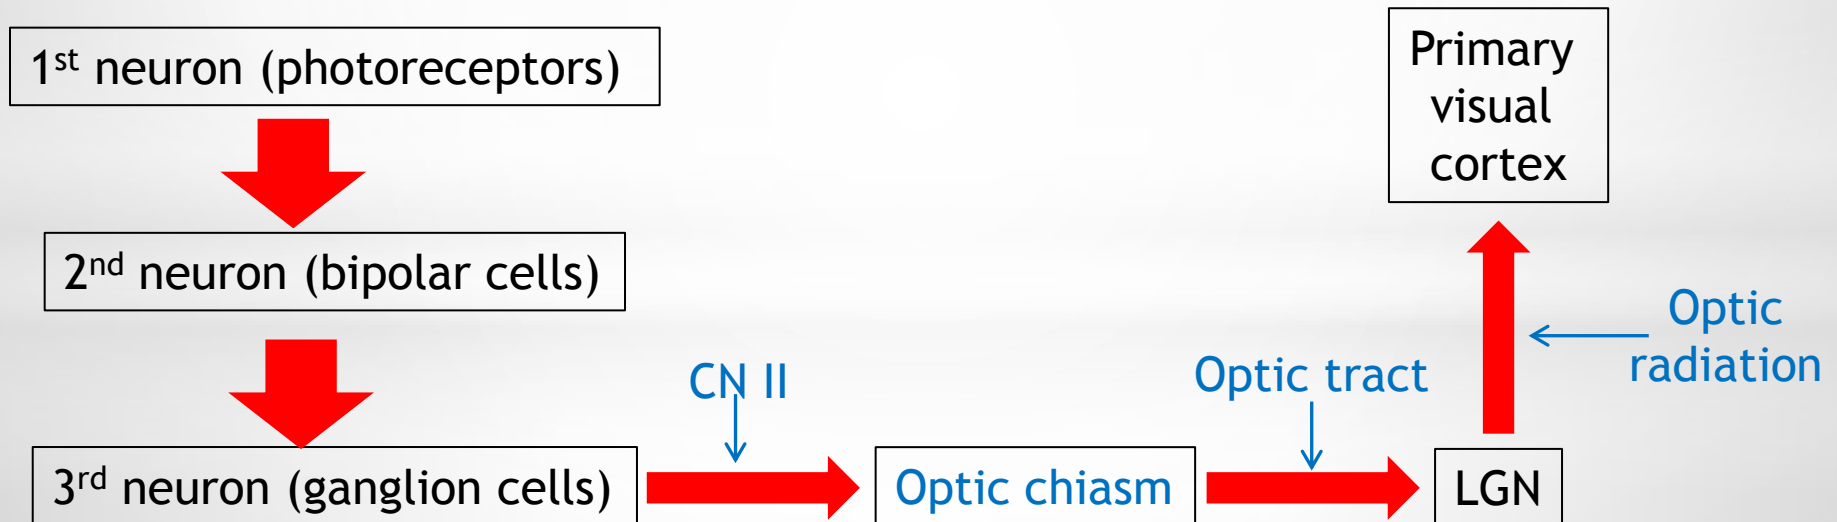 1st neuron (photoreceptors)
2nd neuron (bipolar cells)
3rd neuron (ganglion cells)
CN II
Optic chiasm
Optic tract
LGN
Optic
radiation
Primary
visual
cortex